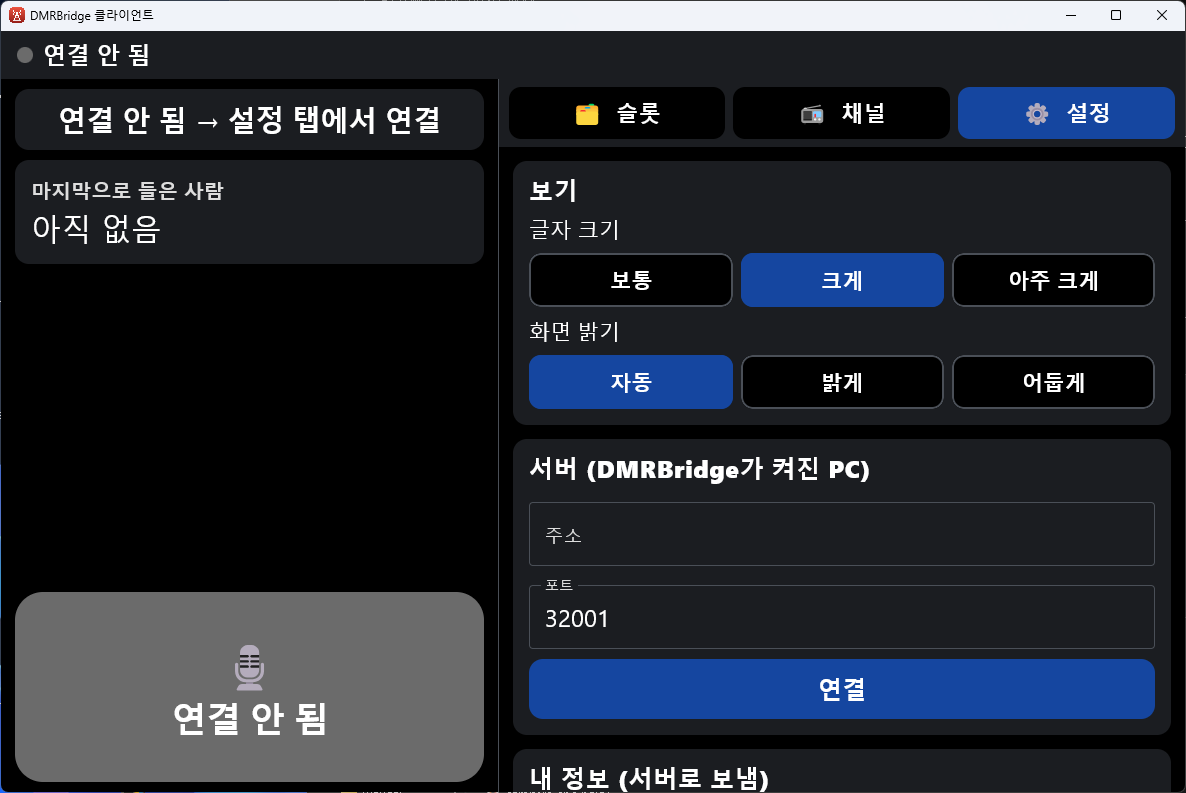 DMRBridge 클라이언트
연결 안 됨
연결 안 됨 → 설정 탭에서 연결
마지막으로 들은 사람
아직 없음
연결 안 됨
슬롯
채널
설정
보기
글자 크기
보통
크게
아주 크게
화면 밝기
자동
밝게
어둡게
서버 (DMRBridge가 켜진 PC)
주소
포트
32001
연결
내 정보 (서버로 보냄)